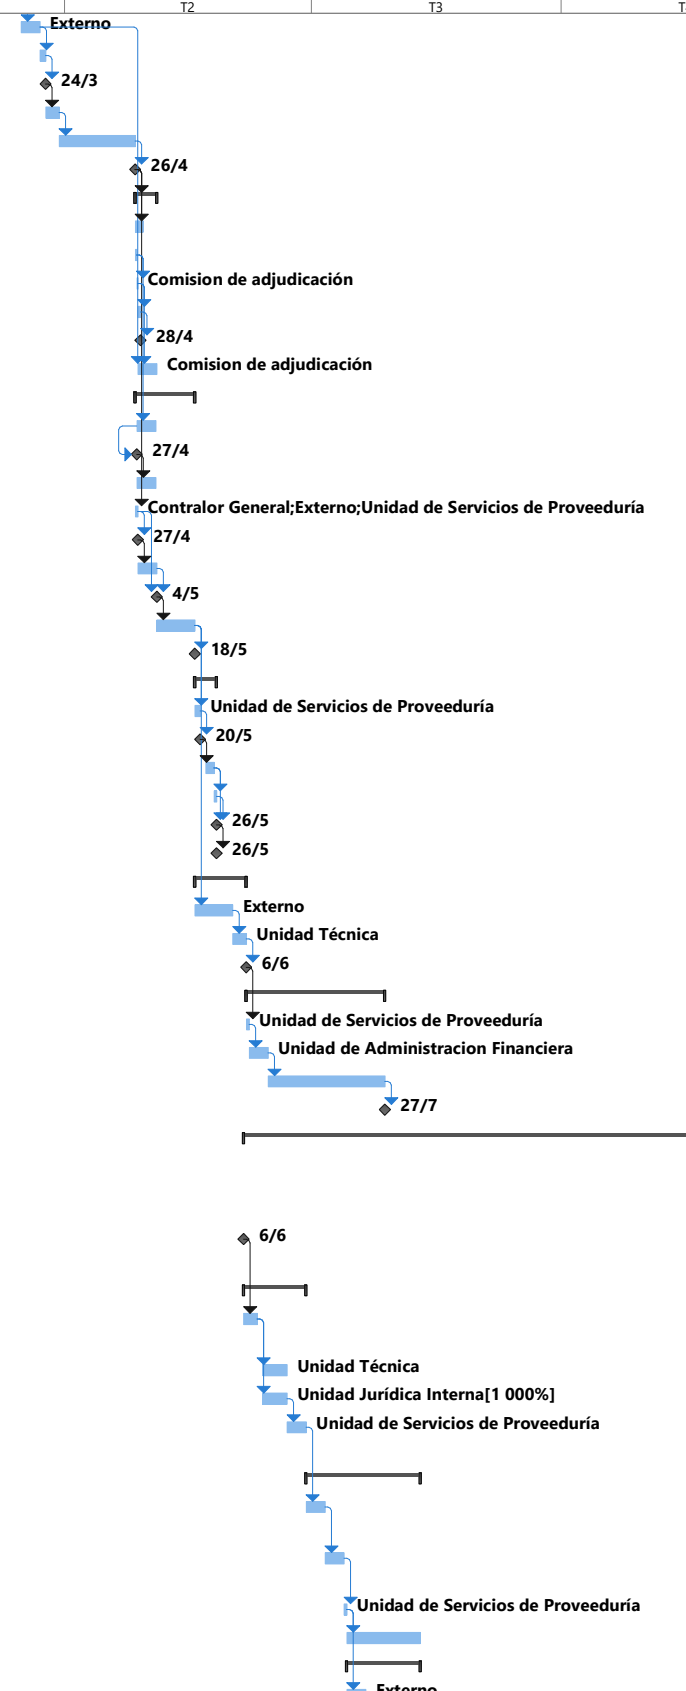 T2
T3
T
Externo
24/3
26/4
Comision de adjudicación
28/4
Comision de adjudicación
27/4
Contralor General;Externo;Unidad de Servicios de Proveeduría
27/4
4/5
18/5
Unidad de Servicios de Proveeduría
20/5
26/5
26/5
Externo
Unidad Técnica
6/6
Unidad de Servicios de Proveeduría
Unidad de Administracion Financiera
27/7
6/6
Unidad Técnica
Unidad Jurídica Interna[1 000%]
Unidad de Servicios de Proveeduría
Unidad de Servicios de Proveeduría
Externo